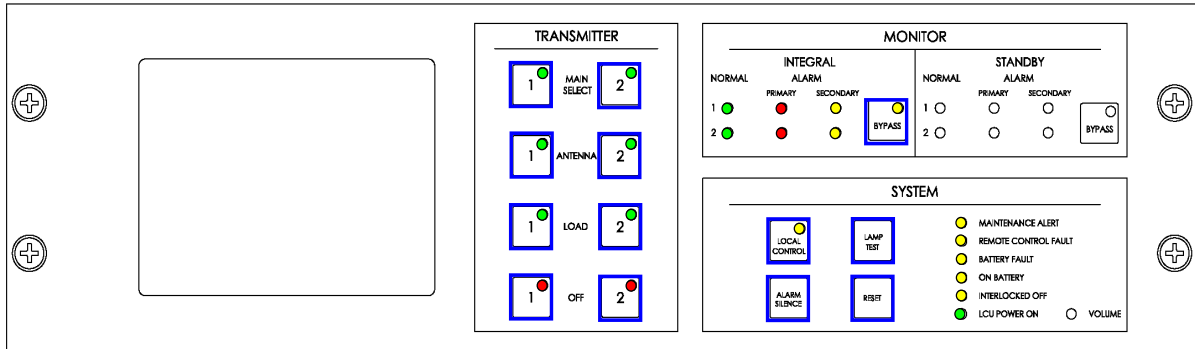 TRANSMITTER
1 MAIN SELECT 2
1 ANTENNA 2
1 LOAD 2
1 OFF 2
MONITOR
INTEGRAL
NORMAL ALARM
PRIMARY SECONDARY
1
2
BYPASS
STANDBY
NORMAL ALARM
PRIMARY SECONDARY
1
2
BYPASS
SYSTEM
LOCAL CONTROL
LAMP TEST
ALARM SILENCE
RESET
MAINTENANCE ALERT
REMOTE CONTROL FAULT
BATTERY FAULT
ON BATTERY
INTERLOCKED OFF
LCU POWER ON VOLUME